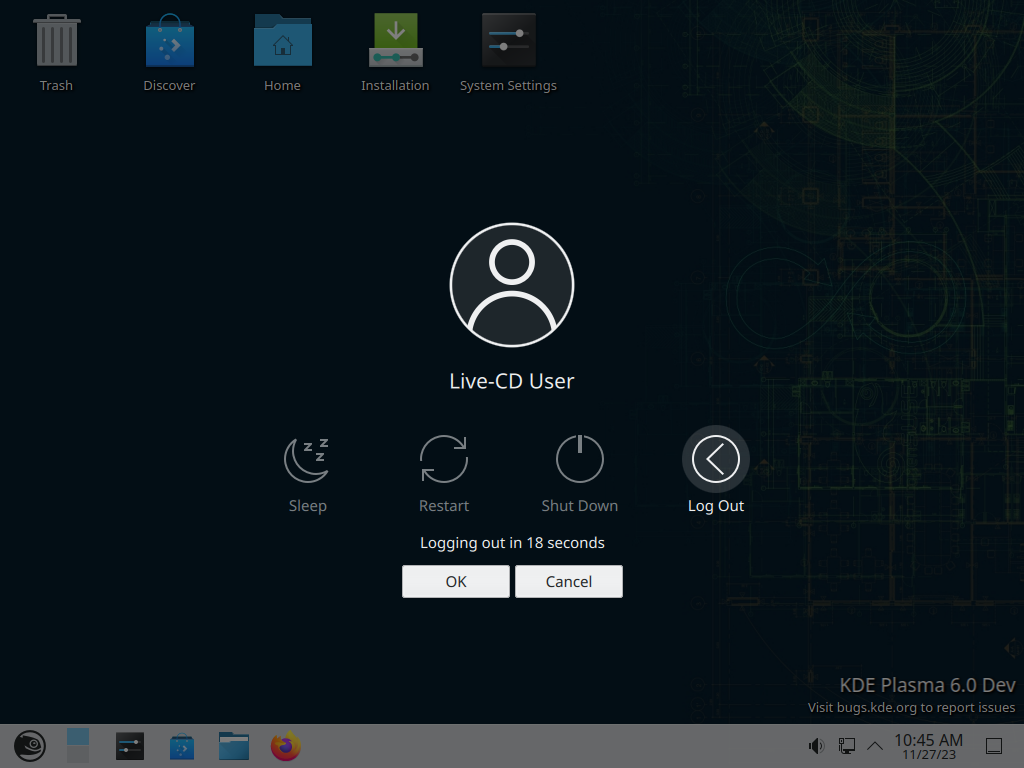 Trash
Discover
Home
Installation
System Settings
Live-CD User
Sleep
Restart
Shut Down
Log Out
Logging out in 18 seconds
OK
Cancel
KDE Plasma 6.0 Dev
Visit bugs.kde.org to report issues
10:45 AM
11/27/23